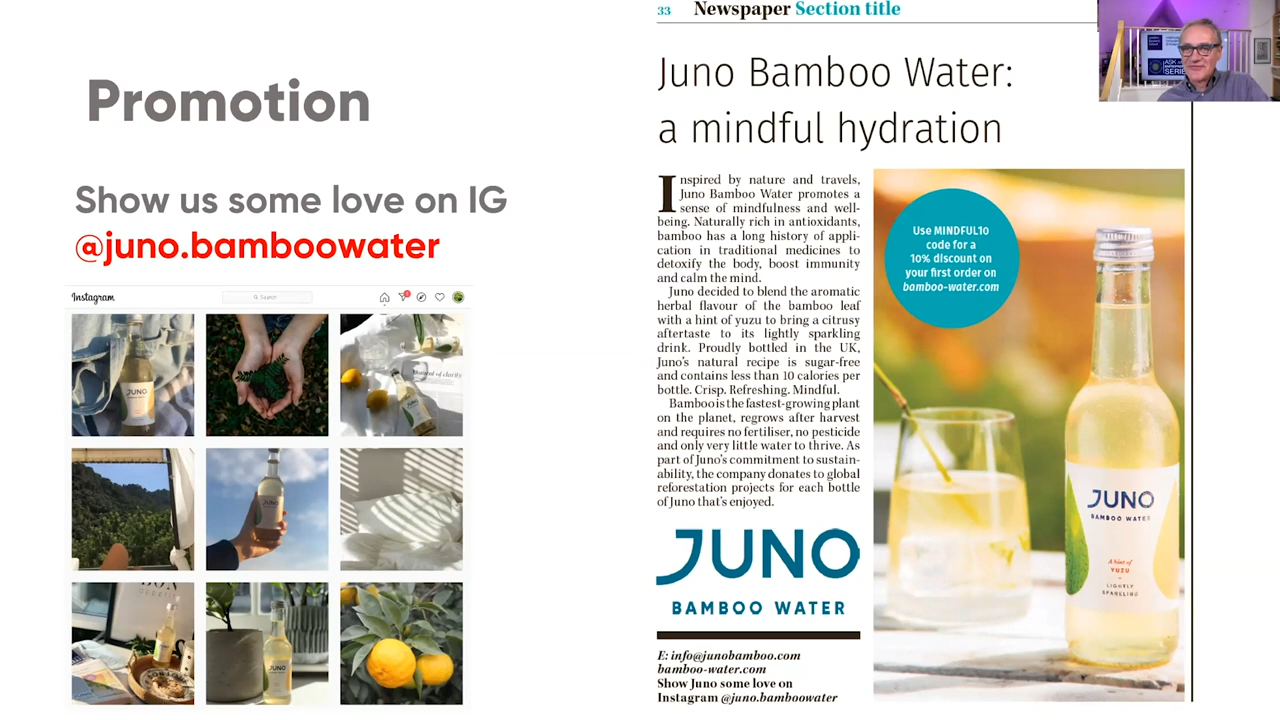 Promotion
Show us some love on IG
@juno.bamboowater
Instagram
Search
JUNO
JUNO
JUNO
33 Newspaper Section title
Juno Bamboo Water:
a mindful hydration
Inspired by nature and travels,
Juno Bamboo Water promotes a
sense of mindfulness and well-
being. Naturally rich in antioxidants,
bamboo has a long history of appli-
cation in traditional medicines to
detoxify the body, boost immunity
and calm the mind.
Juno decided to blend the aromatic
herbal flavour of the bamboo leaf
with a hint of yuzu to bring a citrusy
aftertaste to its lightly sparkling
drink. Proudly bottled in the UK,
Juno's natural recipe is sugar-free
and contains less than 10 calories per
bottle. Crisp. Refreshing. Mindful.
Bamboo is the fastest-growing plant
on the planet, regrows after harvest
and requires no fertiliser, no pesticide
and only very little water to thrive. As
part of Juno's commitment to sustain-
ability, the company donates to global
reforestation projects for each bottle
of Juno that's enjoyed.
JUNO
BAMBOO WATER
E: info@junobamboo.com
bamboo-water.com
Show Juno some love on
Instagram @juno.bamboowater
Use MINDFUL10
code for a
10% discount on
your first order on
bamboo-water.com
JUNO
BAMBOO WATER
A hint of
YUZU
LIGHTLY
SPARKLING
ASK
SERIES